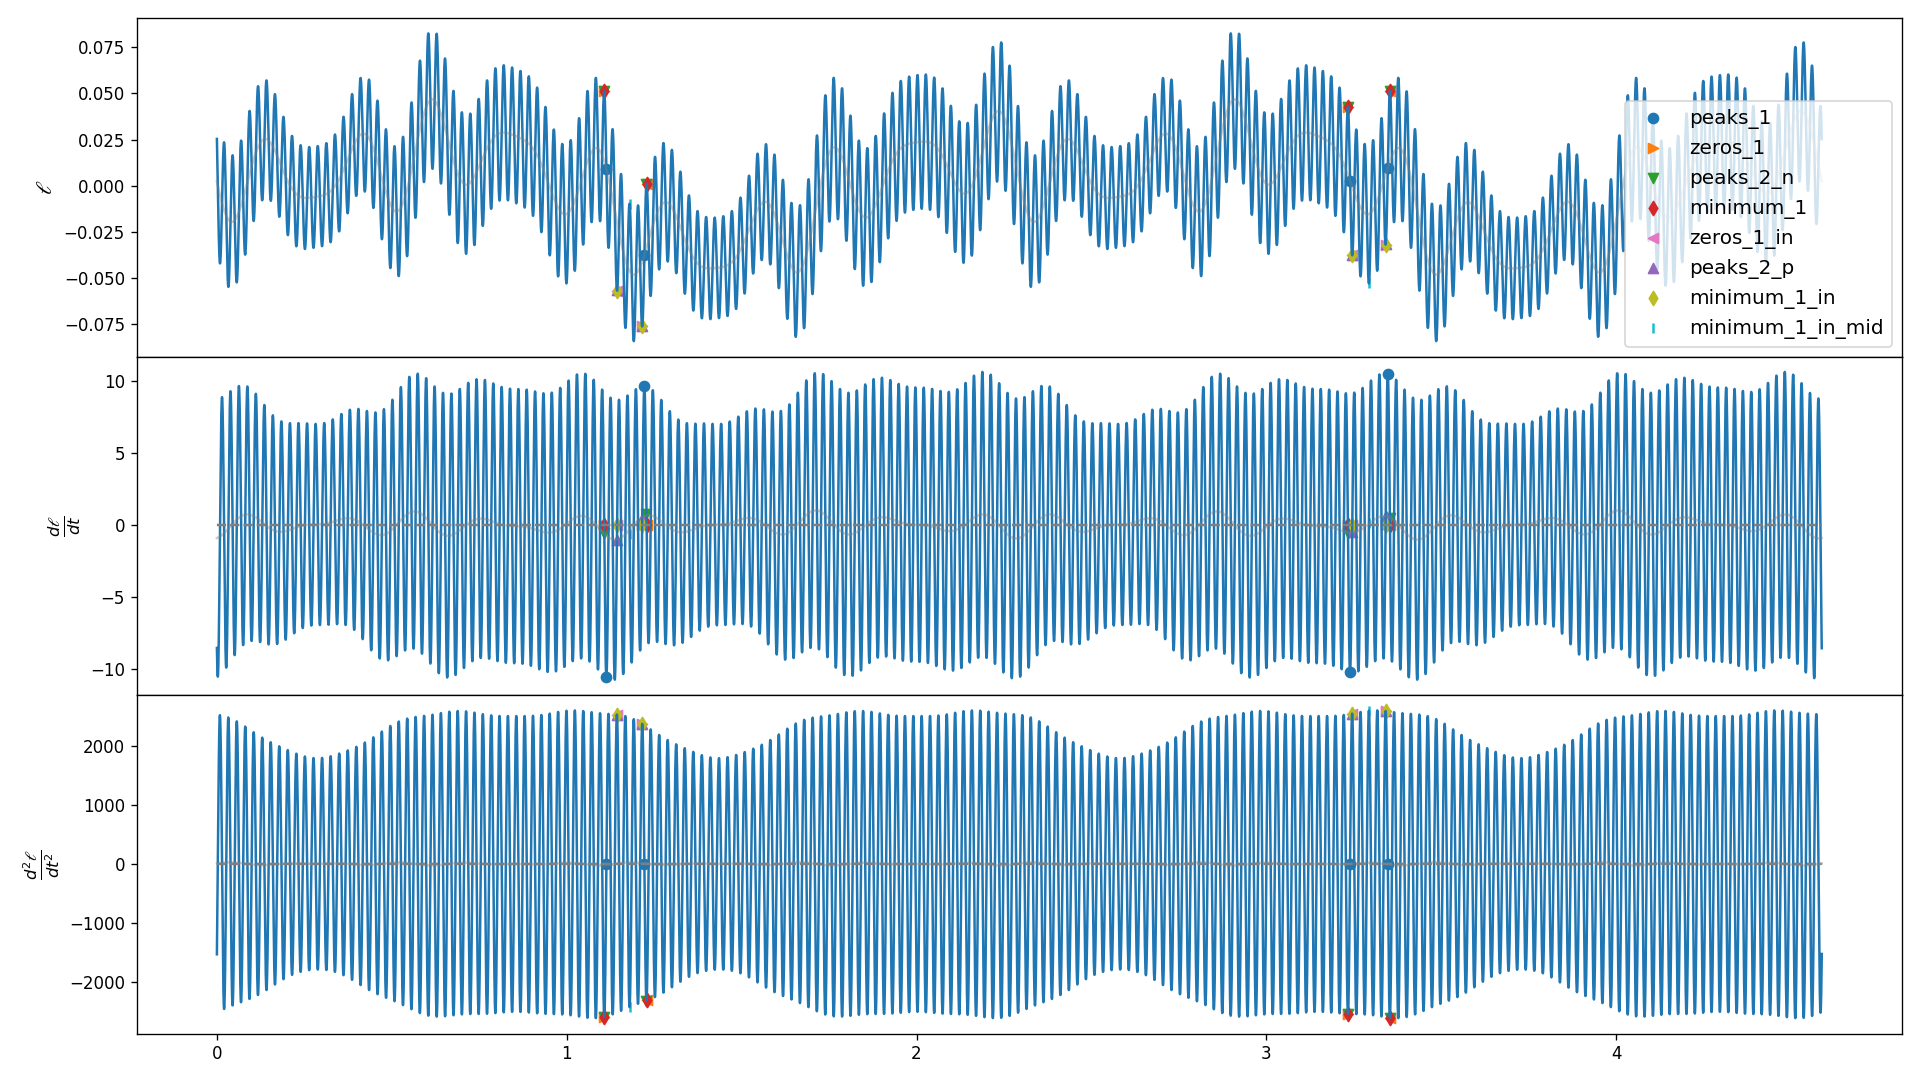 0.075
0.050
0.025
0.000
−0.025
−0.050
−0.075
ℓ
peaks_1
zeros_1
peaks_2_n
minimum_1
zeros_1_in
peaks_2_p
minimum_1_in
minimum_1_in_mid
10
5
0
−5
−10
dℓ
dt
2000
1000
0
−1000
−2000
d²ℓ
dt²
0 1 2 3 4